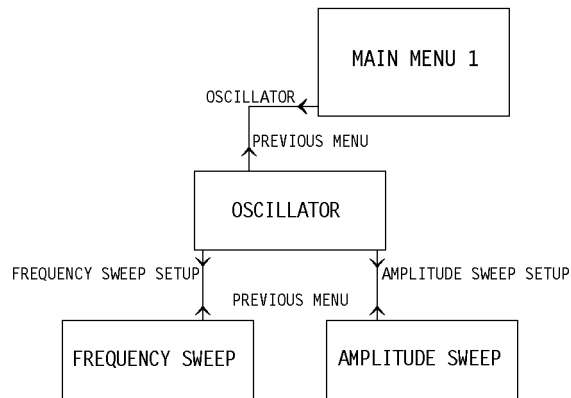 MAIN MENU 1
OSCILLATOR
PREVIOUS MENU
OSCILLATOR
FREQUENCY SWEEP SETUP
AMPLITUDE SWEEP SETUP
PREVIOUS MENU
FREQUENCY SWEEP
AMPLITUDE SWEEP